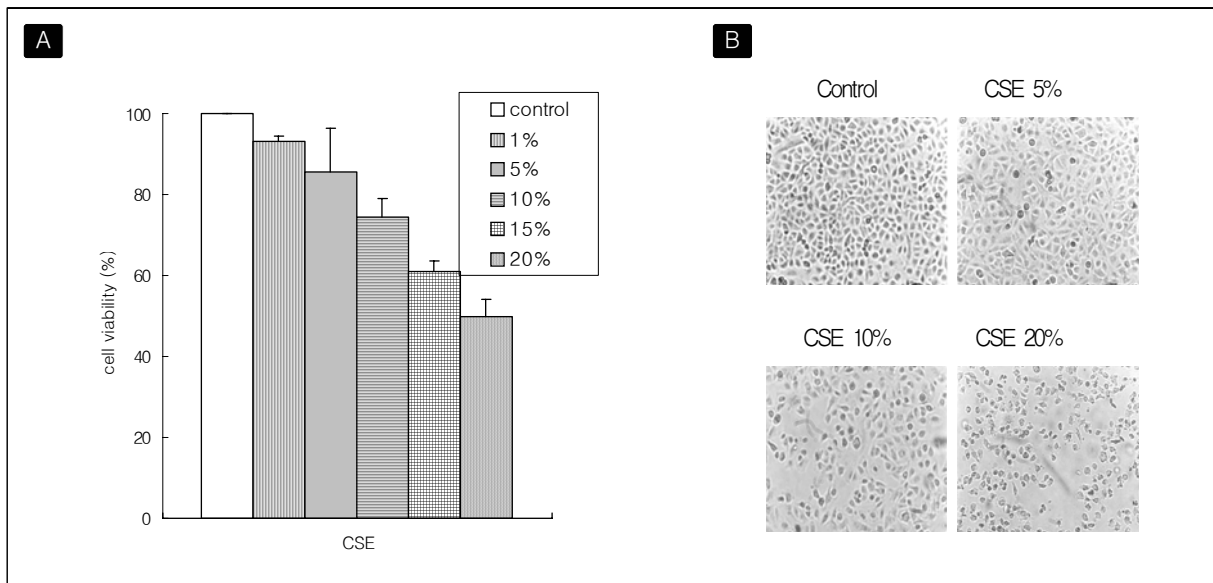 A
100
80
60
40
20
0
cell viability (%)
CSE
control
1%
5%
10%
15%
20%
B
Control
CSE 5%
CSE 10%
CSE 20%